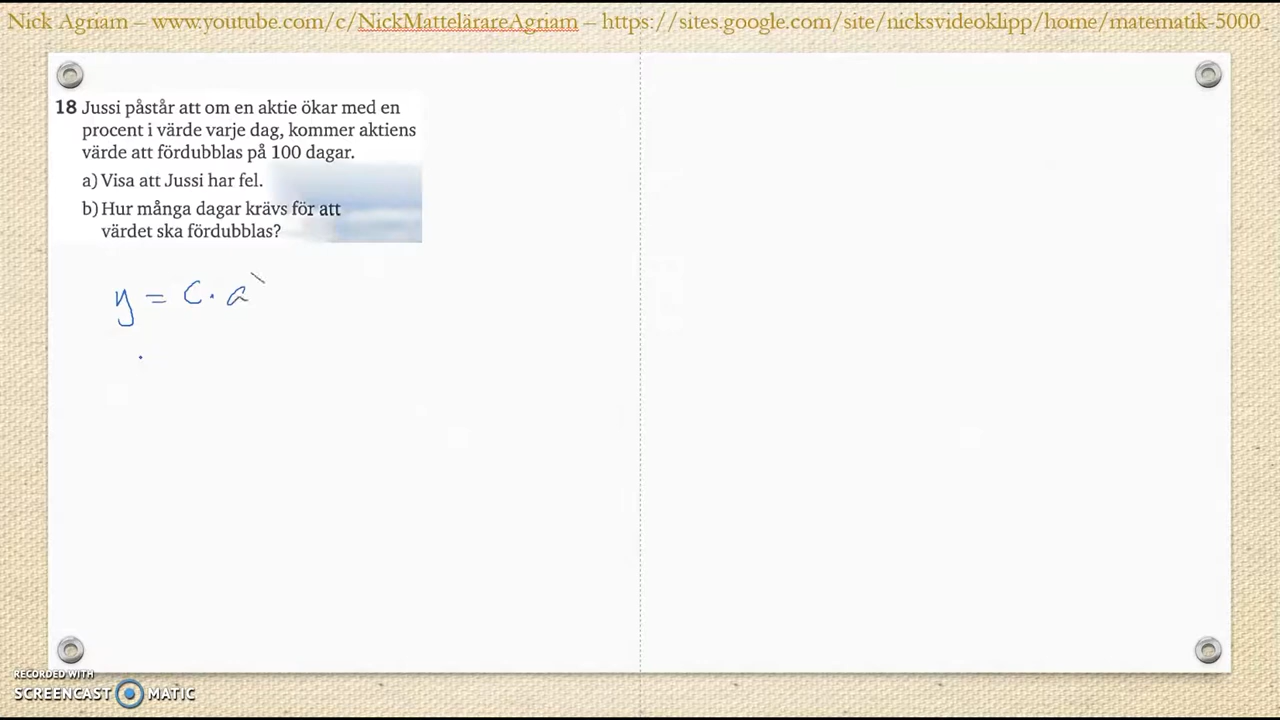 Nick Agriam – www.youtube.com/c/NickMattelärareAgriam – https://sites.google.com/site/nicksvideoklipp/home/matematik-5000
18 Jussi påstår att om en aktie ökar med en
procent i värde varje dag, kommer aktiens
värde att fördubblas på 100 dagar.
a) Visa att Jussi har fel.
b) Hur många dagar krävs för att
värdet ska fördubblas?
y = C · a
RECORDED WITH
SCREENCAST MATIC